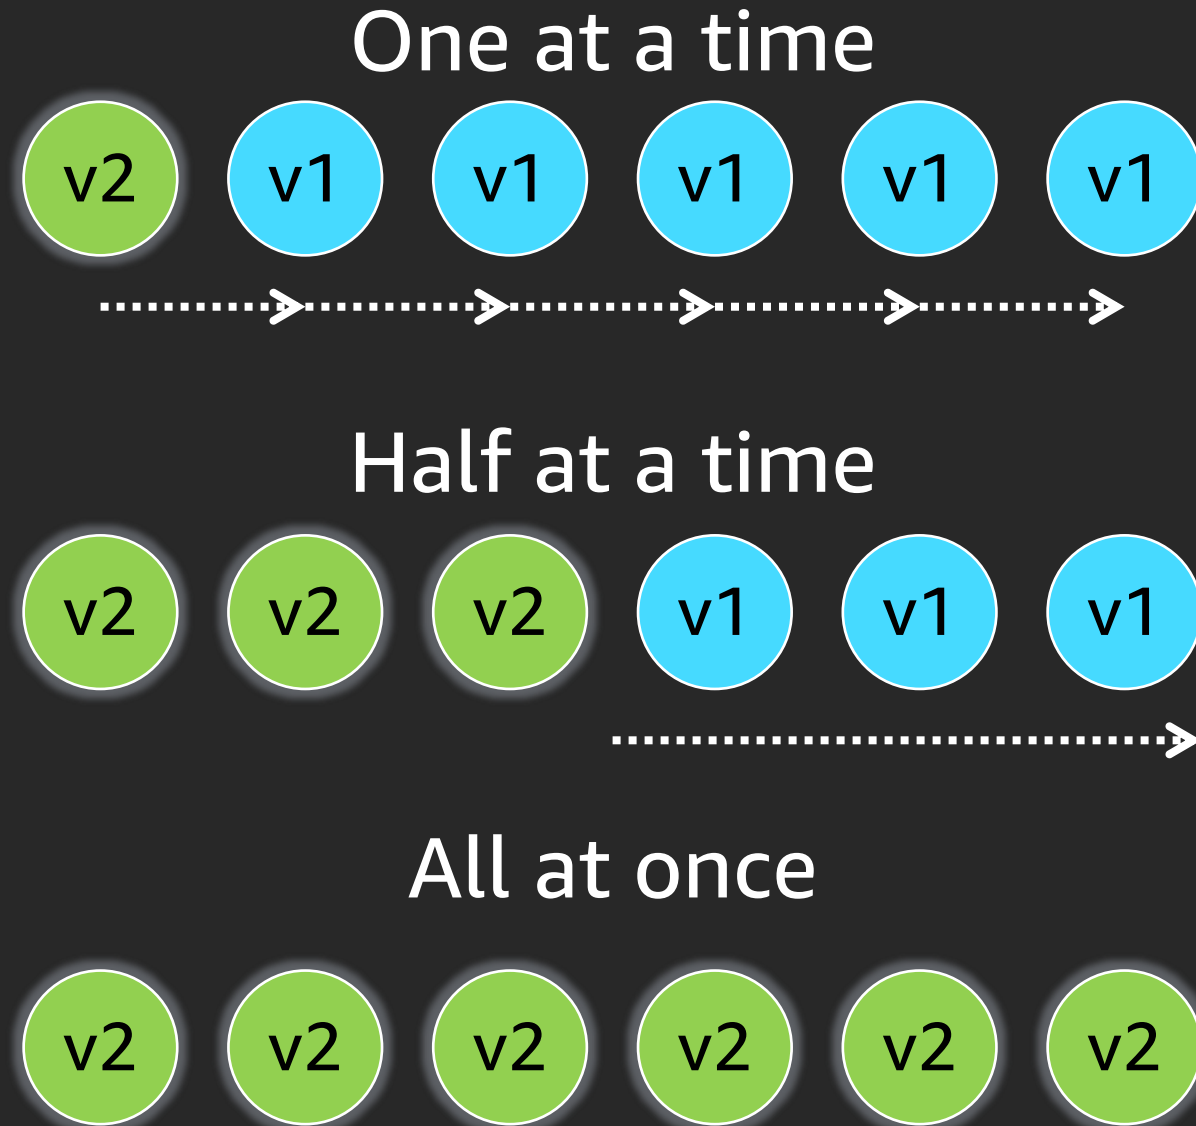 One at a time
v2 v1 v1 v1 v1 v1
Half at a time
v2 v2 v2 v1 v1 v1
All at once
v2 v2 v2 v2 v2 v2